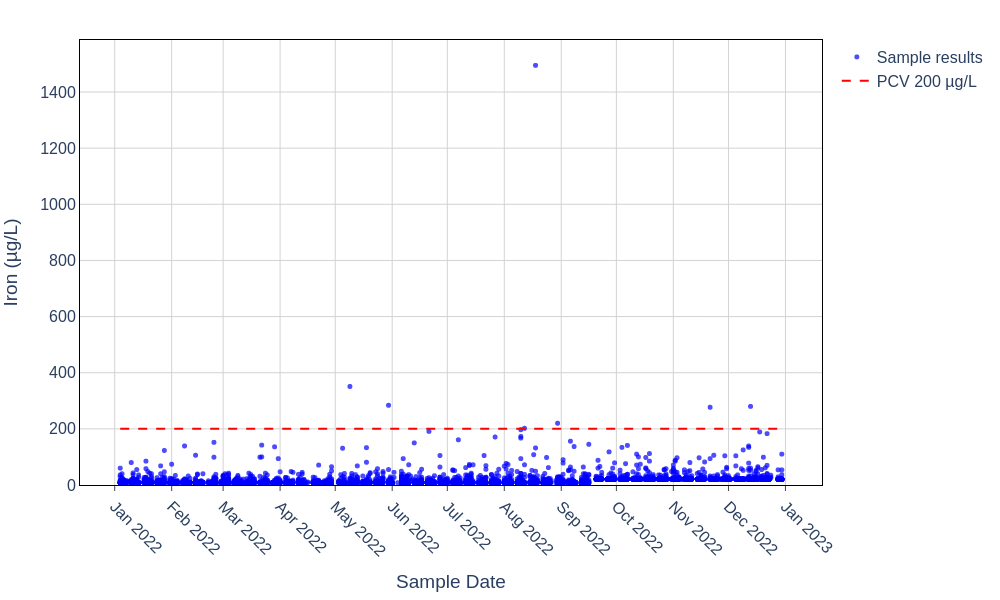 Sample results
PCV 200 µg/L
1400
1200
1000
800
600
400
200
0
Iron (µg/L)
Jan 2022
Feb 2022
Mar 2022
Apr 2022
May 2022
Jun 2022
Jul 2022
Aug 2022
Sep 2022
Oct 2022
Nov 2022
Dec 2022
Jan 2023
Sample Date